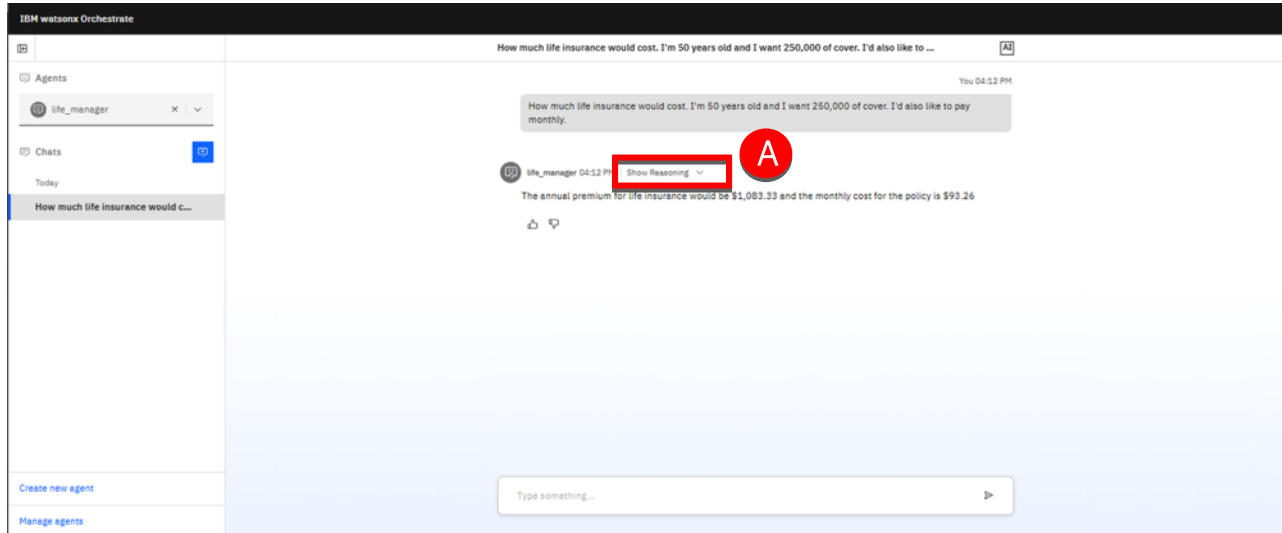 IBM watsonx Orchestrate
How much life insurance would cost. I'm 50 years old and I want 250,000 of cover. I'd also like to ...
AI
Agents
life_manager
Chats
Today
How much life insurance would c...
You 04:12 PM
How much life insurance would cost. I'm 50 years old and I want 250,000 of cover. I'd also like to pay
monthly.
A
life_manager 04:12 PM Show Reasoning
The annual premium for life insurance would be $1,083.33 and the monthly cost for the policy is $93.26
Type something...
Create new agent
Manage agents